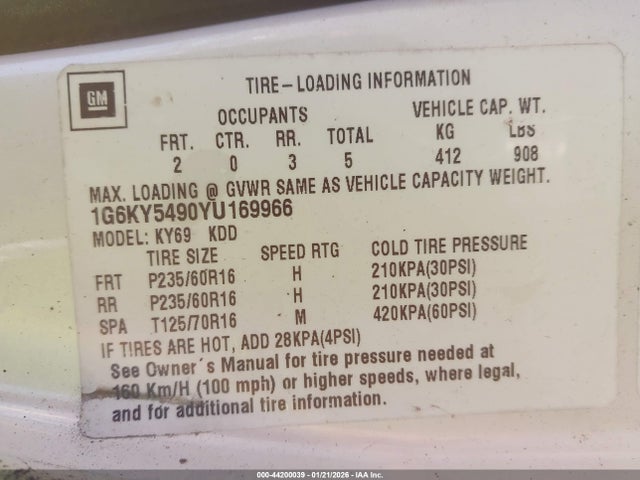 GM
TIRE-LOADING INFORMATION
OCCUPANTS VEHICLE CAP. WT.
FRT. CTR. RR. TOTAL KG LBS
2 0 3 5 412 908
MAX. LOADING @ GVWR SAME AS VEHICLE CAPACITY WEIGHT.
1G6KY5490YU169966
MODEL: KY69 KDD
TIRE SIZE SPEED RTG COLD TIRE PRESSURE
FRT P235/60R16 H 210KPA(30PSI)
RR P235/60R16 H 210KPA(30PSI)
SPA T125/70R16 M 420KPA(60PSI)
IF TIRES ARE HOT, ADD 28KPA(4PSI)
See Owner's Manual for tire pressure needed at
160 Km/H (100 mph) or higher speeds, where legal,
and for additional tire information.
000-44200039 - 01/21/2026 - IAA Inc.